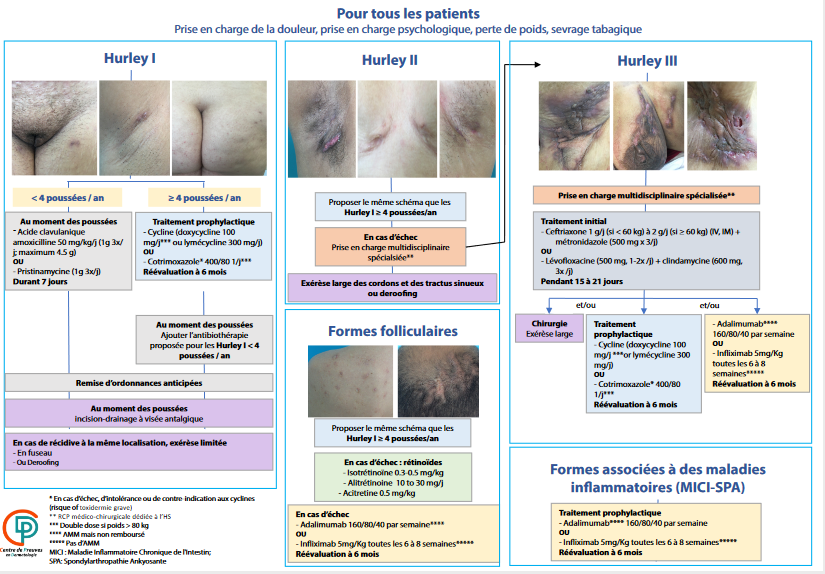 Pour tous les patients
Prise en charge de la douleur, prise en charge psychologique, perte de poids, sevrage tabagique
Hurley I
< 4 poussées / an
≥ 4 poussées / an
Au moment des poussées
- Acide clavulanique
amoxicilline 50 mg/kg/j (1g 3x/
j; maximum 4.5 g)
OU
- Pristinamycine (1g 3x/j)
Durant 7 jours
Traitement prophylactique
- Cycline (doxycycline 100
mg/j*** ou lymécycline 300 mg/j)
OU
- Cotrimoxazole* 400/80 1/j***
Réévaluation à 6 mois
Au moment des poussées
Ajouter l'antibiothérapie
proposée pour les Hurley I < 4
poussées / an
Remise d'ordonnances anticipées
Au moment des poussées
incision-drainage à visée antalgique
En cas de récidive à la même localisation, exérèse limitée
- En fuseau
- Ou Deroofing
Hurley II
Proposer le même schéma que les
Hurley I ≥ 4 poussées/an
En cas d'échec
Prise en charge multidisciplinaire
spécialsiée**
Exérèse large des cordons et des tractus sinueux
ou deroofing
Formes folliculaires
Proposer le même schéma que les
Hurley I ≥ 4 poussées/an
En cas d'échec : rétinoïdes
- Isotrétinoïne 0.3-0.5 mg/kg
- Alitrétinoïne 10 to 30 mg/j
- Acitretine 0.5 mg/kg
En cas d'échec
- Adalimumab 160/80/40 par semaine****
OU
- Infliximab 5mg/Kg toutes les 6 à 8 semaines*****
Réévaluation à 6 mois
Hurley III
Prise en charge multidisciplinaire spécialisée**
Traitement initial
- Ceftriaxone 1 g/j (si < 60 kg) à 2 g/j (si ≥ 60 kg) (IV, IM) +
métronidazole (500 mg x 3/j)
OU
- Lévofloxacine (500 mg, 1-2x /j) + clindamycine (600 mg,
3x /j)
Pendant 15 à 21 jours
et/ou
et/ou
Chirurgie
Exérèse large
Traitement
prophylactique
- Cycline (doxycycline 100
mg/j ***or lymécycline 300
mg/j)
OU
- Cotrimoxazole* 400/80
1/j***
Réévaluation à 6 mois
- Adalimumab****
160/80/40 par semaine
OU
- Infliximab 5mg/Kg
toutes les 6 à 8
semaines*****
Réévaluation à 6 mois
Formes associées à des maladies
inflammatoires (MICI-SPA)
Traitement prophylactique
- Adalimumab**** 160/80/40 par semaine
OU
- Infliximab 5mg/Kg toutes les 6 à 8 semaines*****
Réévaluation à 6 mois
* En cas d'échec, d'intolérance ou de contre-indication aux cyclines
(risque of toxidermie grave)
** RCP médico-chirurgicale dédiée à l'HS
*** Double dose si poids > 80 kg
**** AMM mais non remboursé
***** Pas d'AMM
MICI : Maladie Inflammatoire Chronique de l'Intestin;
SPA: Spondylarthropathie Ankyosante
Centre de Preuves
en Dermatologie